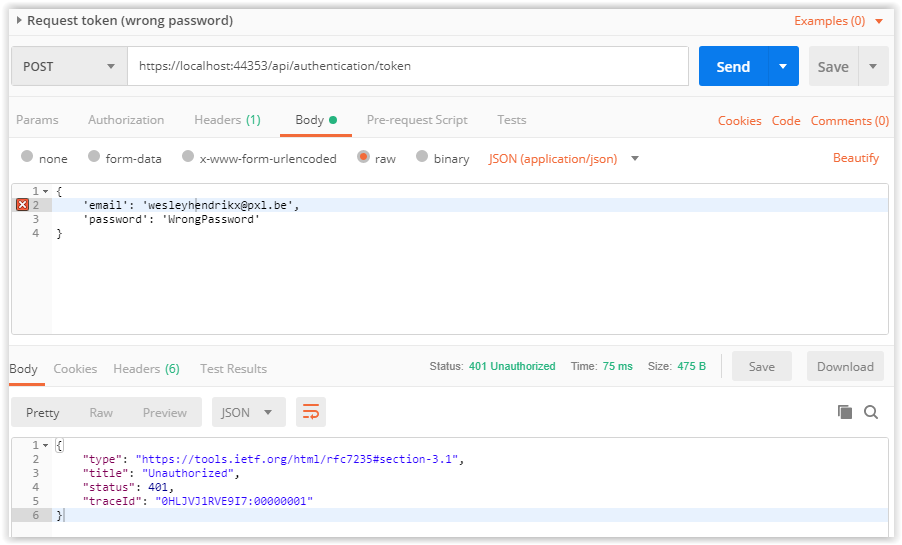 Request token (wrong password) Examples (0)
POST https://localhost:44353/api/authentication/token Send Save
Params Authorization Headers (1) Body Pre-request Script Tests Cookies Code Comments (0)
none form-data x-www-form-urlencoded raw binary JSON (application/json) Beautify
1 {
2 'email': 'wesleyhendrikx@pxl.be',
3 'password': 'WrongPassword'
4 }
Body Cookies Headers (6) Test Results Status: 401 Unauthorized Time: 75 ms Size: 475 B Save Download
Pretty Raw Preview JSON
1 {
2 "type": "https://tools.ietf.org/html/rfc7235#section-3.1",
3 "title": "Unauthorized",
4 "status": 401,
5 "traceId": "0HLJVJ1RVE9I7:00000001"
6 }